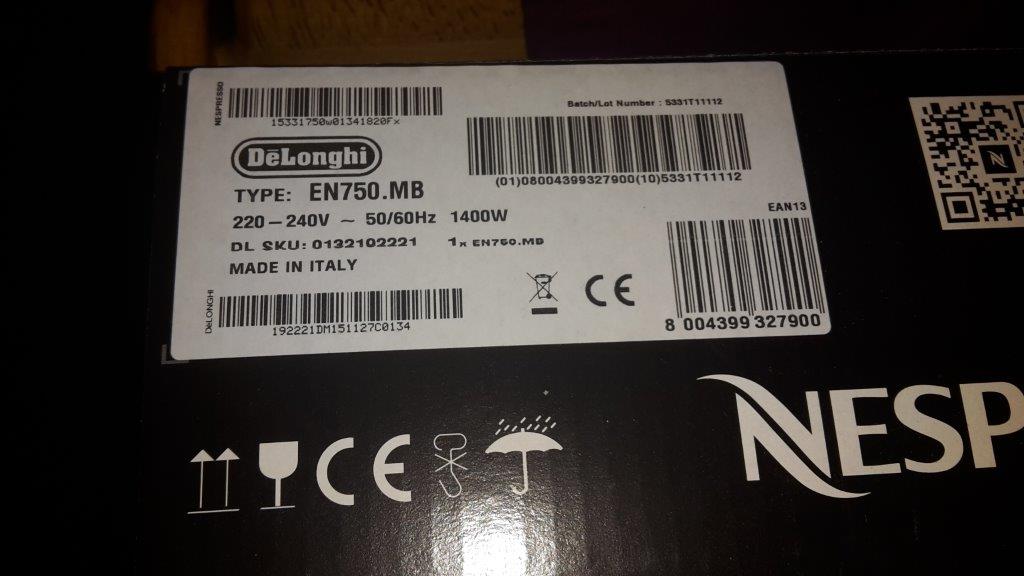 NESPRESSO
15331750w01341820Fx
Batch/Lot Number : 5331T11112
(01)08004399327900(10)5331T11112
DēLonghi
TYPE: EN750.MB
220-240V ~ 50/60Hz 1400W
DL SKU: 0132192221 1x EN750.MB
MADE IN ITALY
EAN13
8 004399 327900
DēLONGHI
192221DM151127C0134
CE
CE
N
NESP